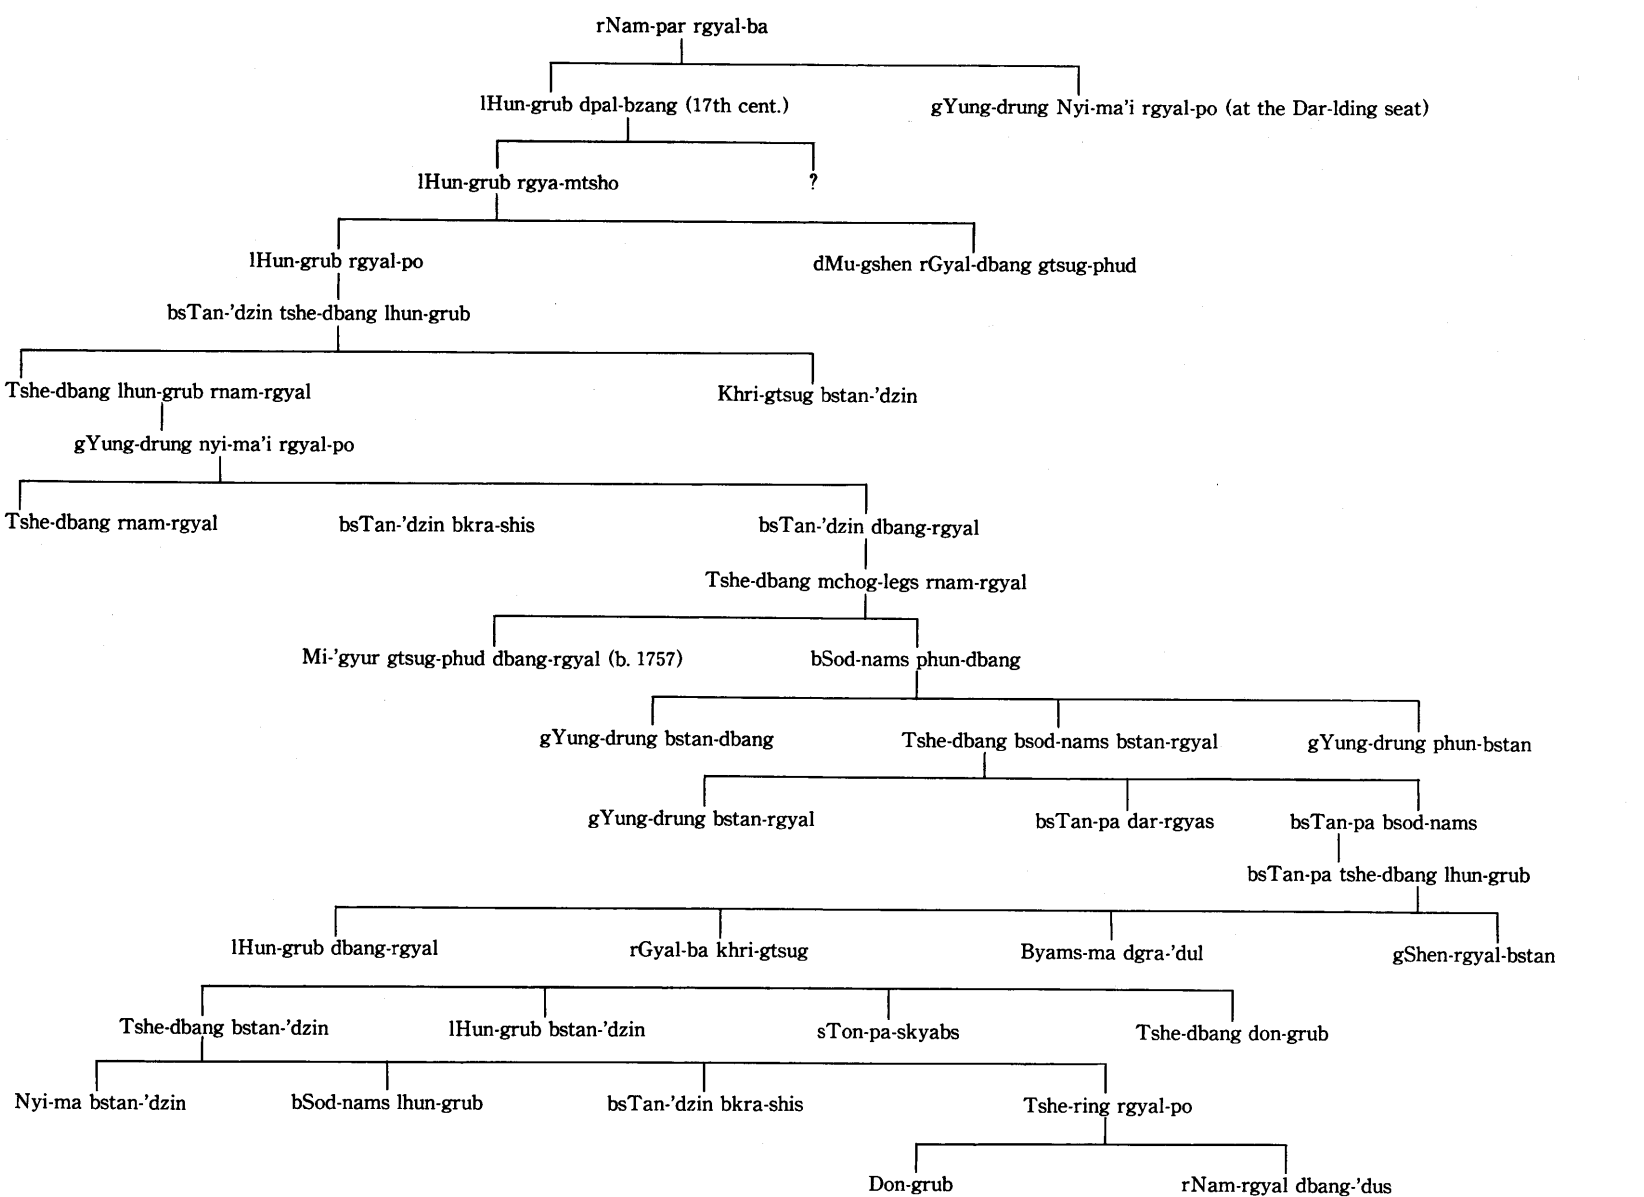 rNam-par rgyal-ba
lHun-grub dpal-bzang (17th cent.) gYung-drung Nyi-ma'i rgyal-po (at the Dar-lding seat)
lHun-grub rgya-mtsho ?
lHun-grub rgyal-po dMu-gshen rGyal-dbang gtsug-phud
bsTan-'dzin tshe-dbang lhun-grub
Tshe-dbang lhun-grub rnam-rgyal Khri-gtsug bstan-'dzin
gYung-drung nyi-ma'i rgyal-po
Tshe-dbang rnam-rgyal bsTan-'dzin bkra-shis bsTan-'dzin dbang-rgyal
Tshe-dbang mchog-legs rnam-rgyal
Mi-'gyur gtsug-phud dbang-rgyal (b. 1757) bSod-nams phun-dbang
gYung-drung bstan-dbang Tshe-dbang bsod-nams bstan-rgyal gYung-drung phun-bstan
gYung-drung bstan-rgyal bsTan-pa dar-rgyas bsTan-pa bsod-nams
bsTan-pa tshe-dbang lhun-grub
lHun-grub dbang-rgyal rGyal-ba khri-gtsug Byams-ma dgra-'dul gShen-rgyal-bstan
Tshe-dbang bstan-'dzin lHun-grub bstan-'dzin sTon-pa-skyabs Tshe-dbang don-grub
Nyi-ma bstan-'dzin bSod-nams lhun-grub bsTan-'dzin bkra-shis Tshe-ring rgyal-po
Don-grub rNam-rgyal dbang-'dus